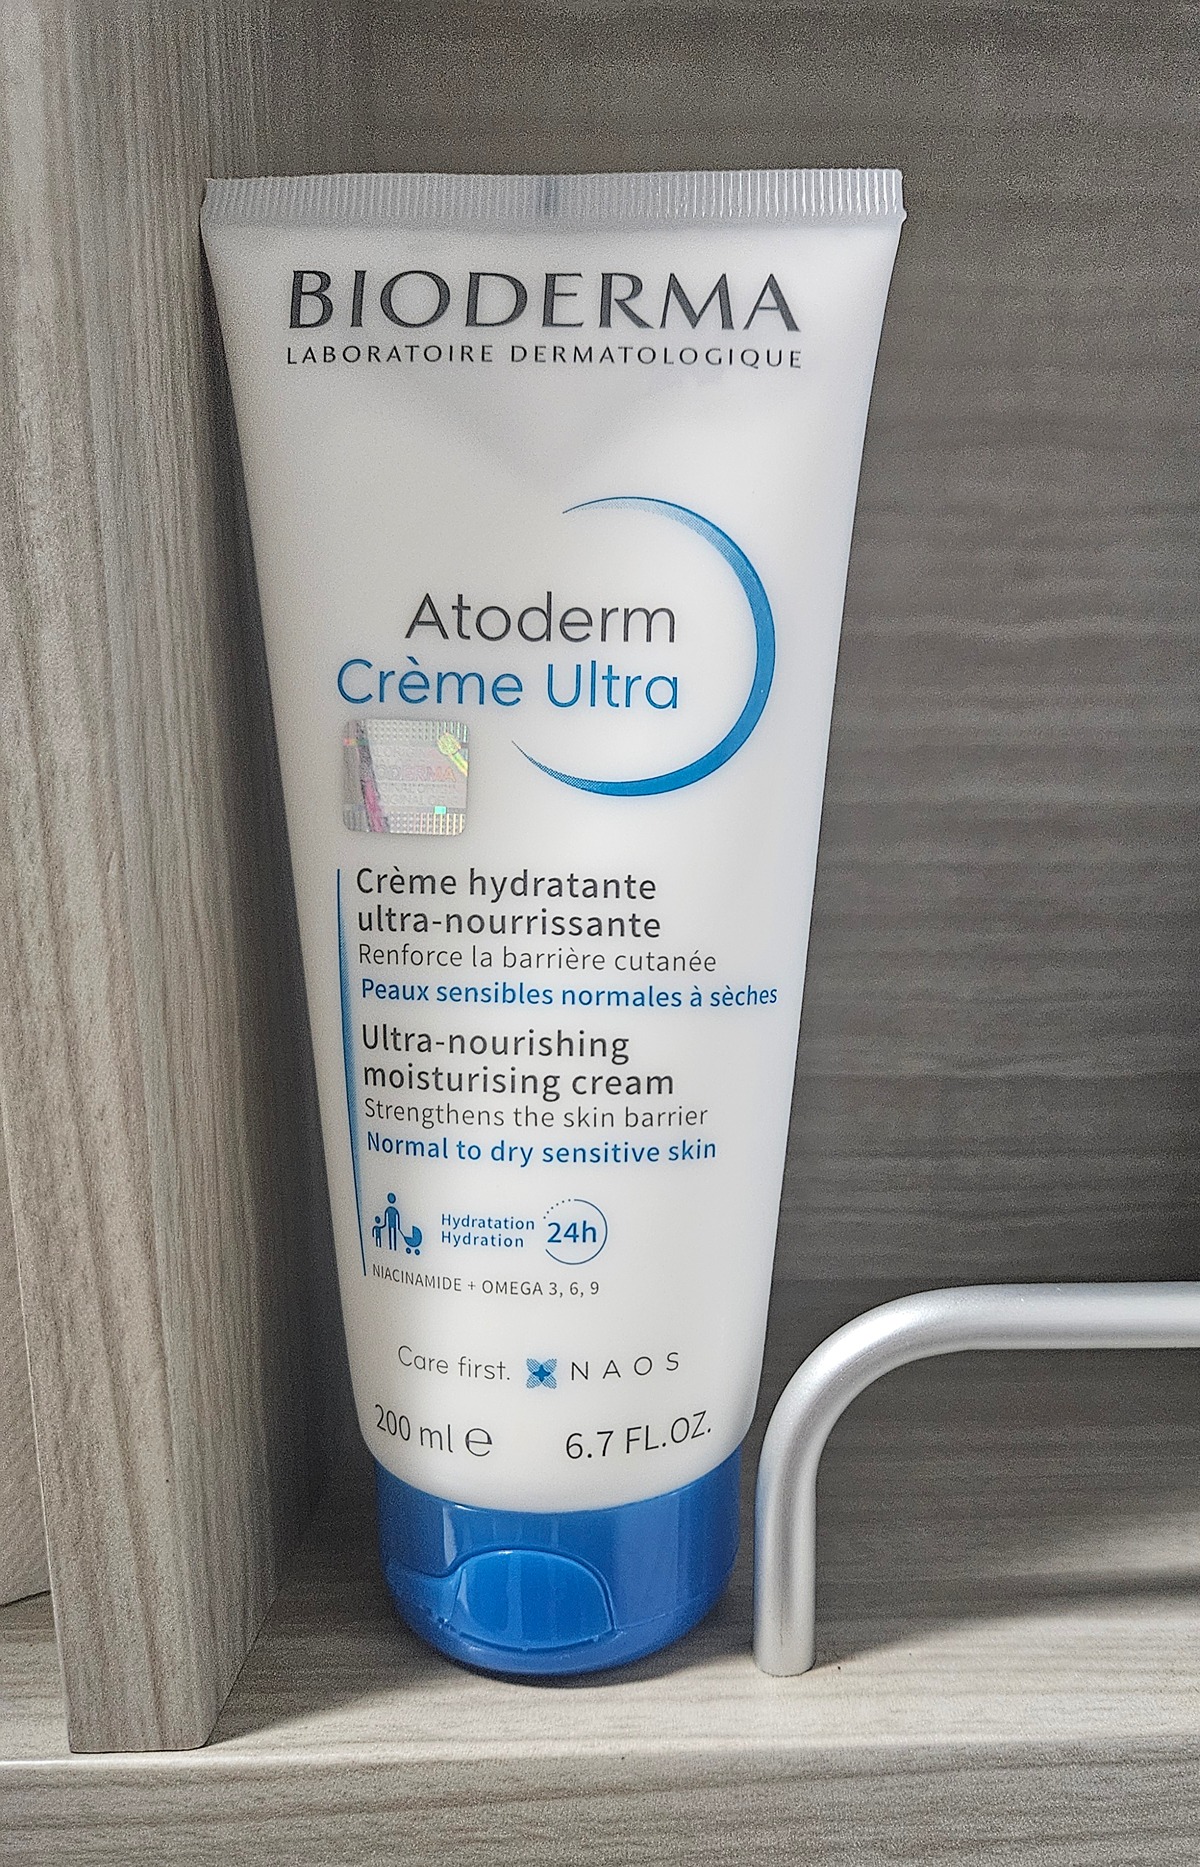 BIODERMA
LABORATOIRE DERMATOLOGIQUE
Atoderm
Crème Ultra
Crème hydratante
ultra-nourrissante
Renforce la barrière cutanée
Peaux sensibles normales à sèches
Ultra-nourishing
moisturising cream
Strengthens the skin barrier
Normal to dry sensitive skin
Hydratation
Hydration
24h
NIACINAMIDE + OMEGA 3, 6, 9
Care first. NAOS
200 ml ℮ 6.7 FL.OZ.